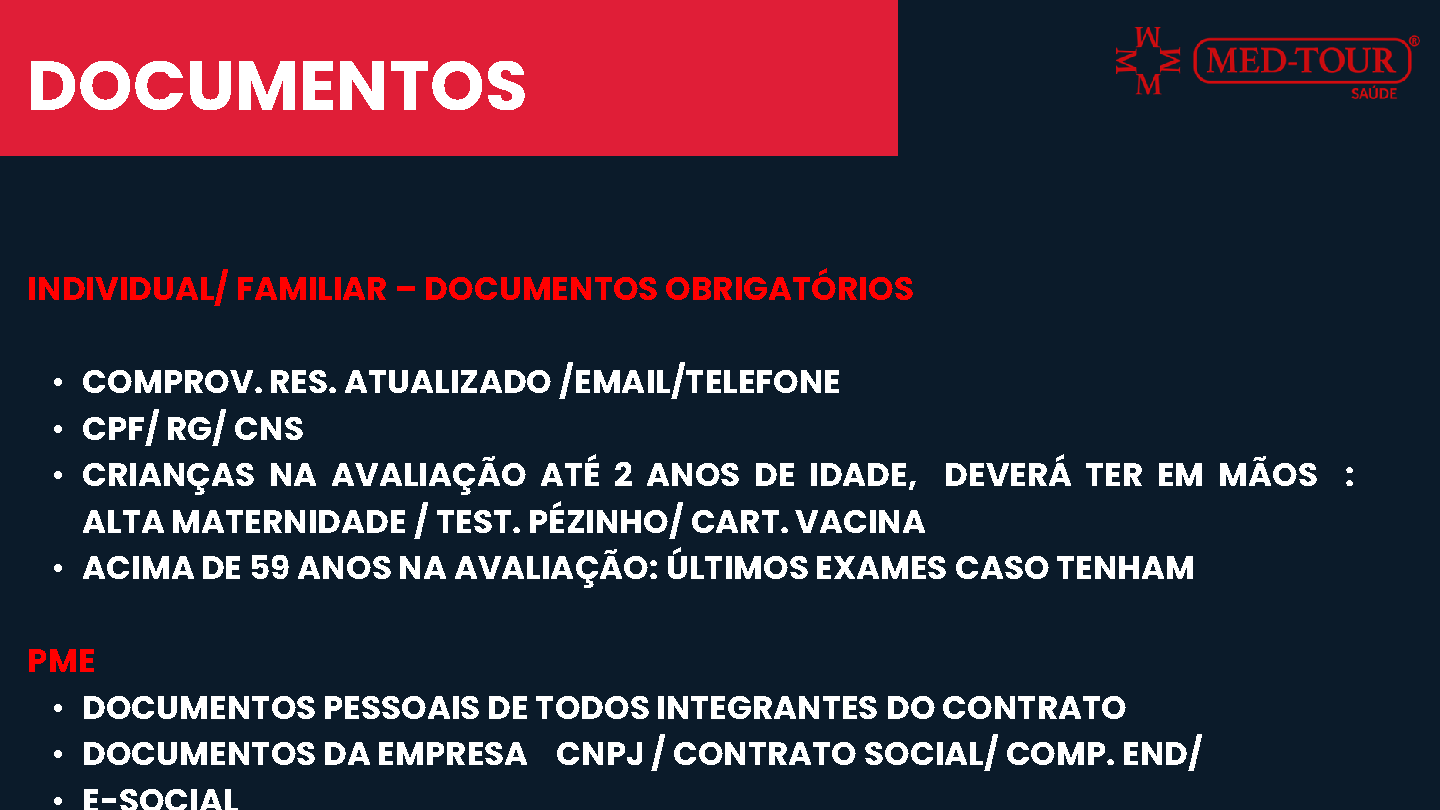 DOCUMENTOS
MED-TOUR®
SAÚDE
INDIVIDUAL/ FAMILIAR – DOCUMENTOS OBRIGATÓRIOS
• COMPROV. RES. ATUALIZADO /EMAIL/TELEFONE
• CPF/ RG/ CNS
• CRIANÇAS NA AVALIAÇÃO ATÉ 2 ANOS DE IDADE, DEVERÁ TER EM MÃOS :
ALTA MATERNIDADE / TEST. PÉZINHO/ CART. VACINA
• ACIMA DE 59 ANOS NA AVALIAÇÃO: ÚLTIMOS EXAMES CASO TENHAM
PME
• DOCUMENTOS PESSOAIS DE TODOS INTEGRANTES DO CONTRATO
• DOCUMENTOS DA EMPRESA CNPJ / CONTRATO SOCIAL/ COMP. END/
• E-SOCIAL